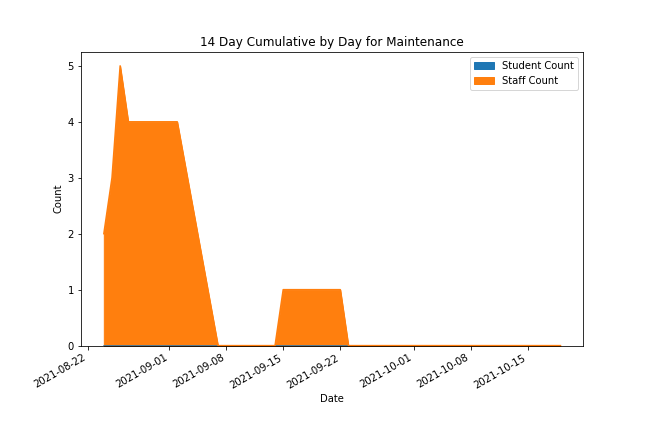 14 Day Cumulative by Day for Maintenance
Student Count
Staff Count
Count
5
4
3
2
1
0
2021-08-22
2021-09-01
2021-09-08
2021-09-15
2021-09-22
2021-10-01
2021-10-08
2021-10-15
Date